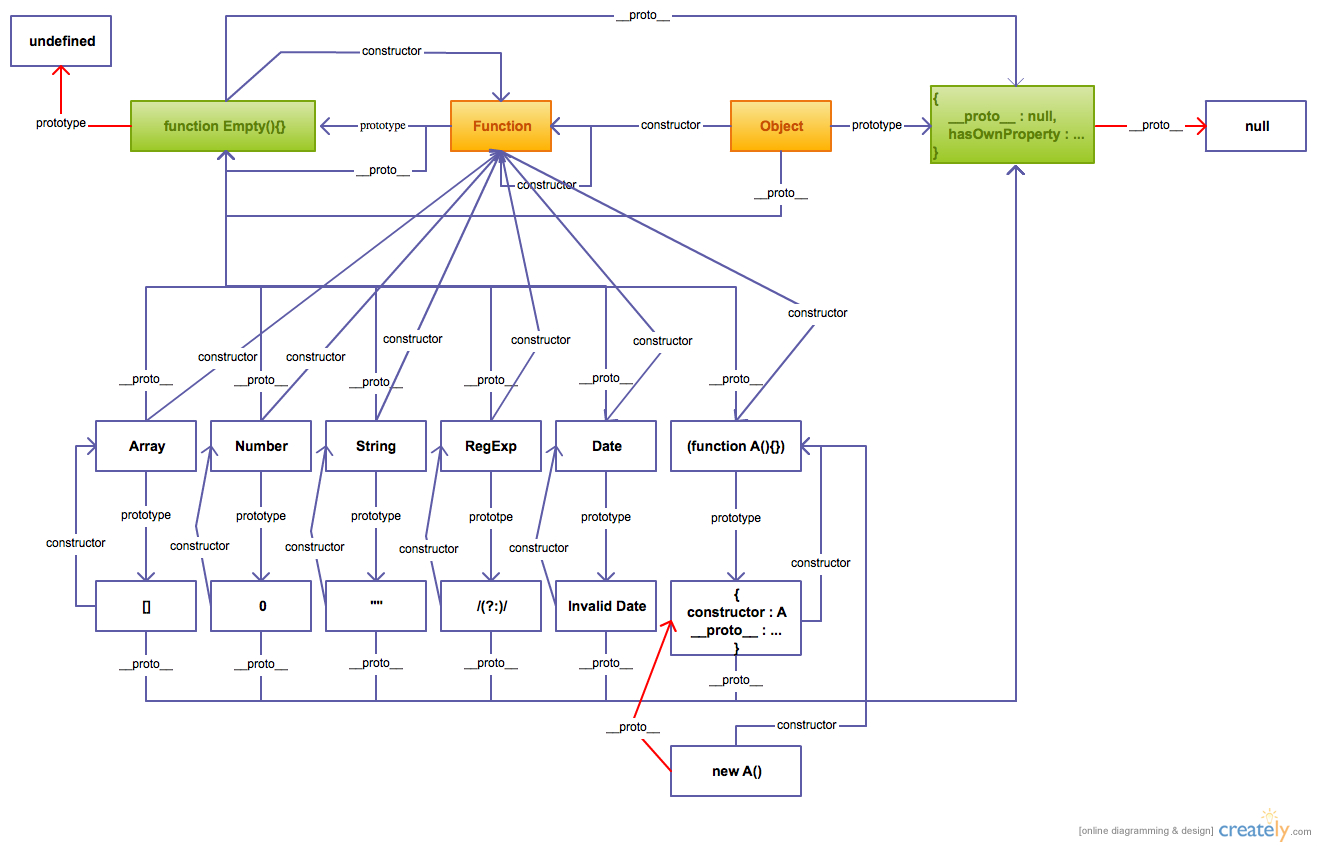 __proto__
undefined
constructor
{
function Empty(){}
Function
Object
__proto__ : null,
hasOwnProperty : ...
}
null
prototype
prototype
constructor
prototype
__proto__
__proto__
constructor
__proto__
constructor
constructor
constructor
constructor
constructor
constructor
__proto__
__proto__
__proto__
__proto__
__proto__
__proto__
Array
Number
String
RegExp
Date
(function A(){})
prototype
prototype
prototype
prototpe
prototype
prototype
constructor
constructor
constructor
constructor
constructor
constructor
[]
0
""
/(?:)/
Invalid Date
{
constructor : A
__proto__ : ...
}
__proto__
__proto__
__proto__
__proto__
__proto__
__proto__
__proto__
constructor
new A()
[online diagramming & design] creately.com